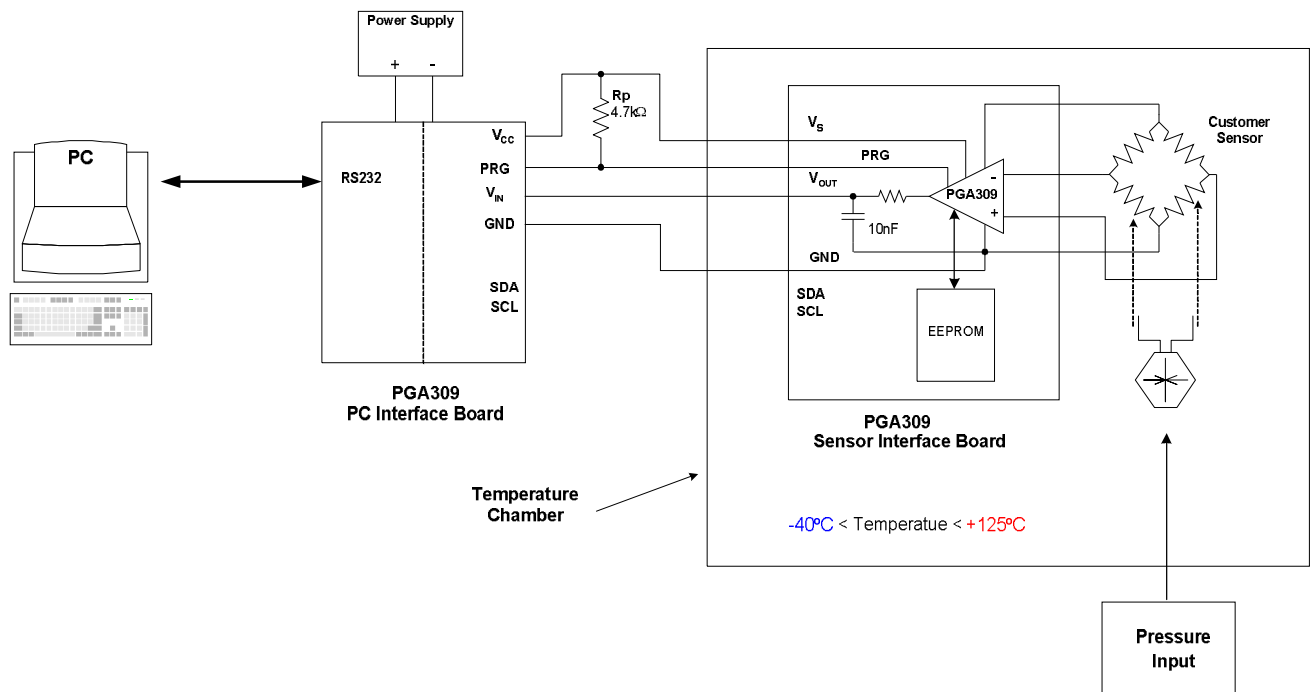 Power Supply
+ -
PC
RS232
VCC
PRG
VIN
GND
SDA
SCL
PGA309
PC Interface Board
Rp
4.7kΩ
VS
PRG
VOUT
10nF
GND
SDA
SCL
PGA309
-
+
EEPROM
PGA309
Sensor Interface Board
Customer
Sensor
Temperature
Chamber
-40ºC < Temperatue < +125ºC
Pressure
Input